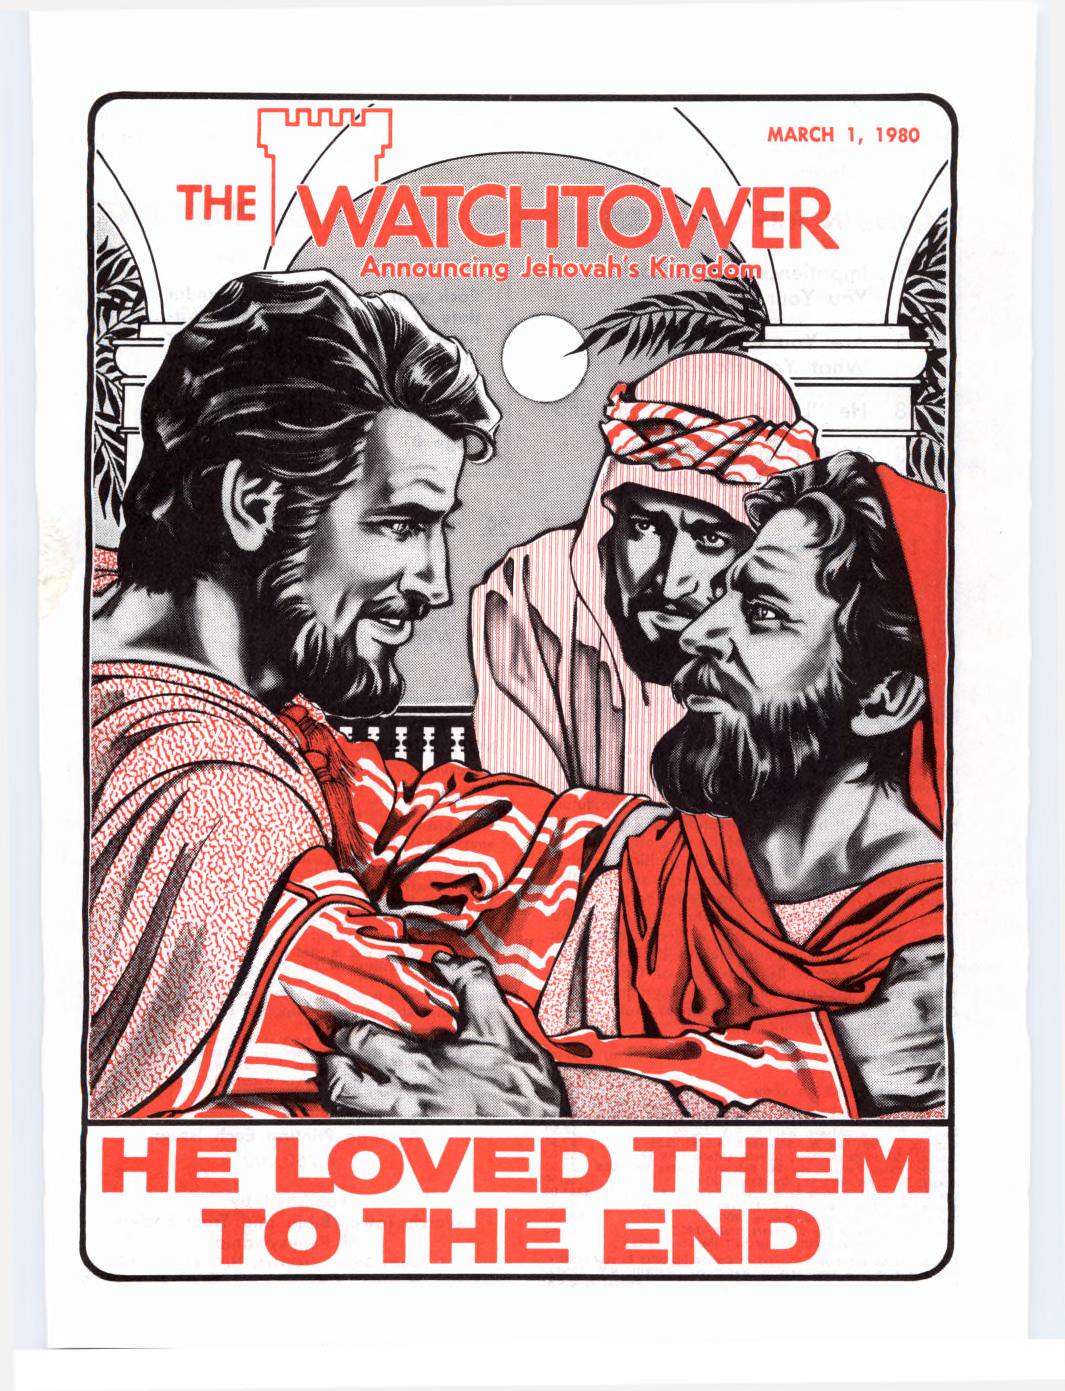 MARCH 1, 1980
THE WATCHTOWER
Announcing Jehovah's Kingdom
HE LOVED THEM
TO THE END